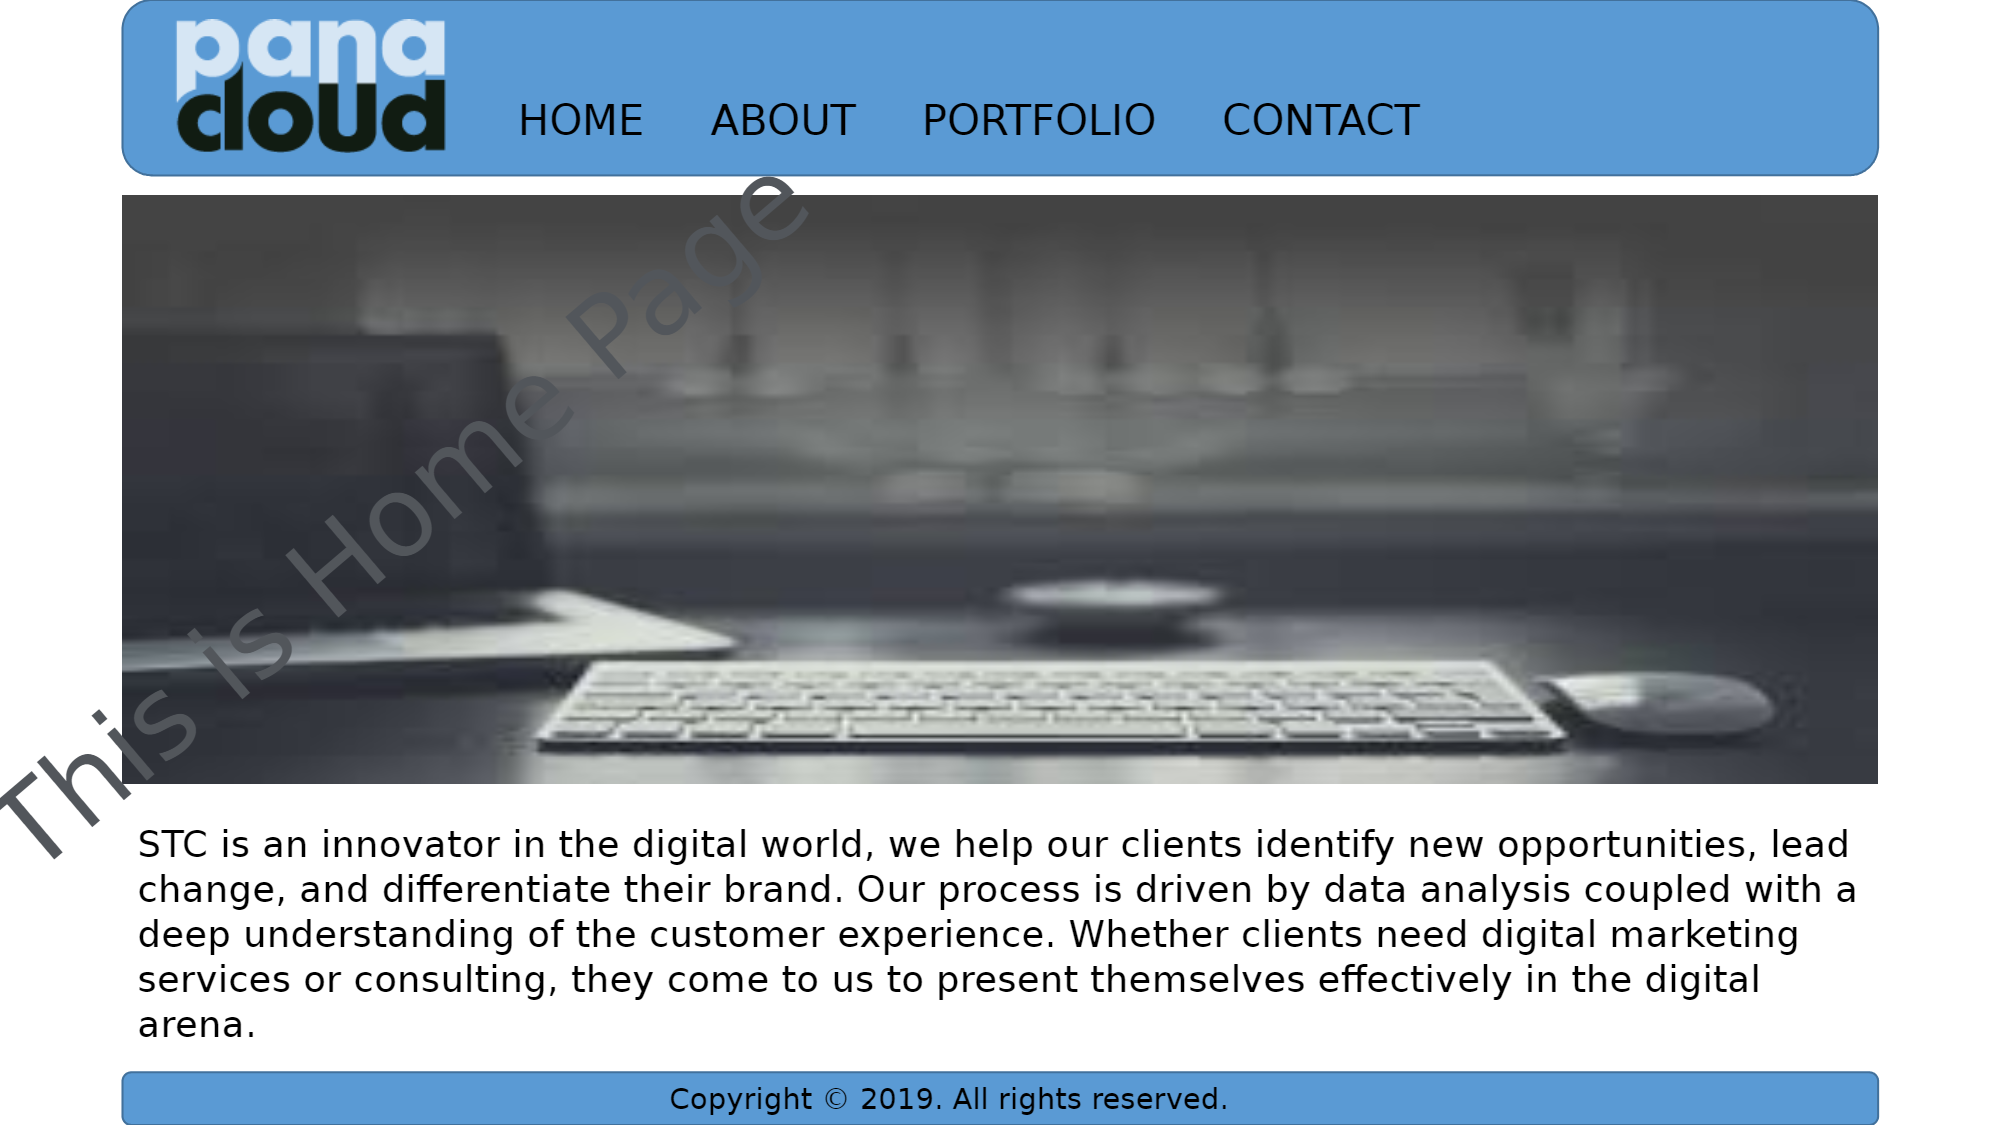 pana
cloud
HOME ABOUT PORTFOLIO CONTACT
This is Home Page
STC is an innovator in the digital world, we help our clients identify new opportunities, lead
change, and differentiate their brand. Our process is driven by data analysis coupled with a
deep understanding of the customer experience. Whether clients need digital marketing
services or consulting, they come to us to present themselves effectively in the digital
arena.
Copyright © 2019. All rights reserved.